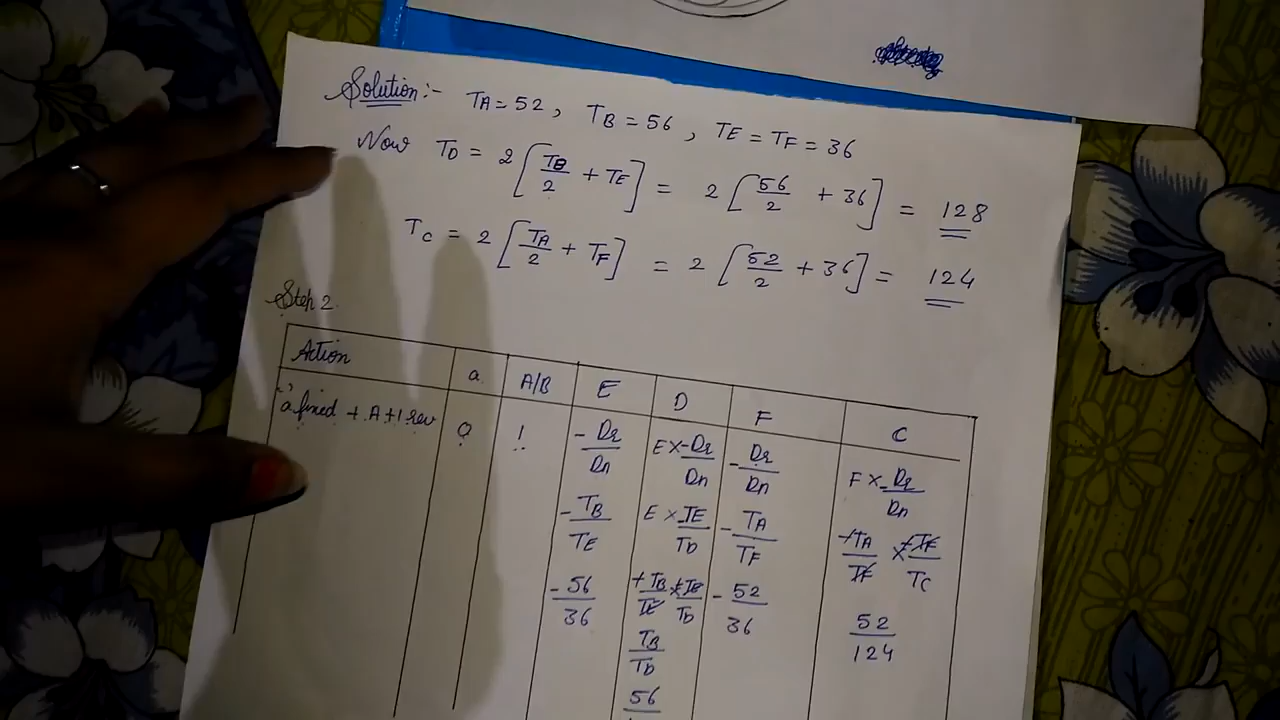 Solution:- TA = 52, TB = 56, TE = TF = 36
Now TD = 2[TB/2 + TE] = 2[56/2 + 36] = 128
TC = 2[TA/2 + TF] = 2[52/2 + 36] = 124
Step 2
Action a A/B E D F C
'a' fixed + A +1 rev 0 1 -Dr/Dn E×-Dr/Dn -Dr/Dn F×-Dr/Dn
-TB/TE E×TE/TD -TA/TF +TA/TF ×+TF/TC
-56/36 +TB/TE×+TE/TD -52/36 52/124
TB/TD
56